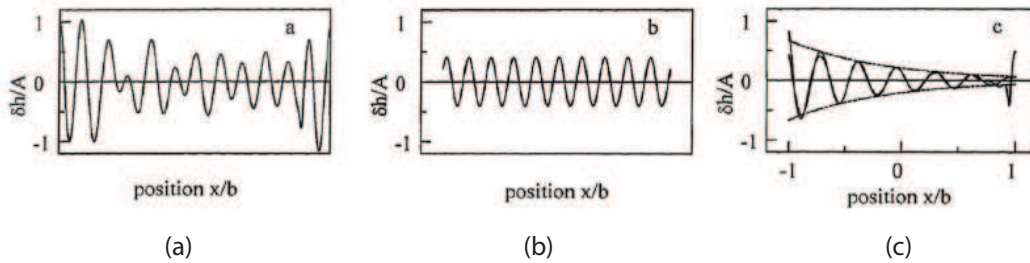 a
1
0
-1
δh/A
position x/b
(a)
b
1
0
-1
δh/A
position x/b
(b)
c
1
0
-1
δh/A
-1 0 1
position x/b
(c)